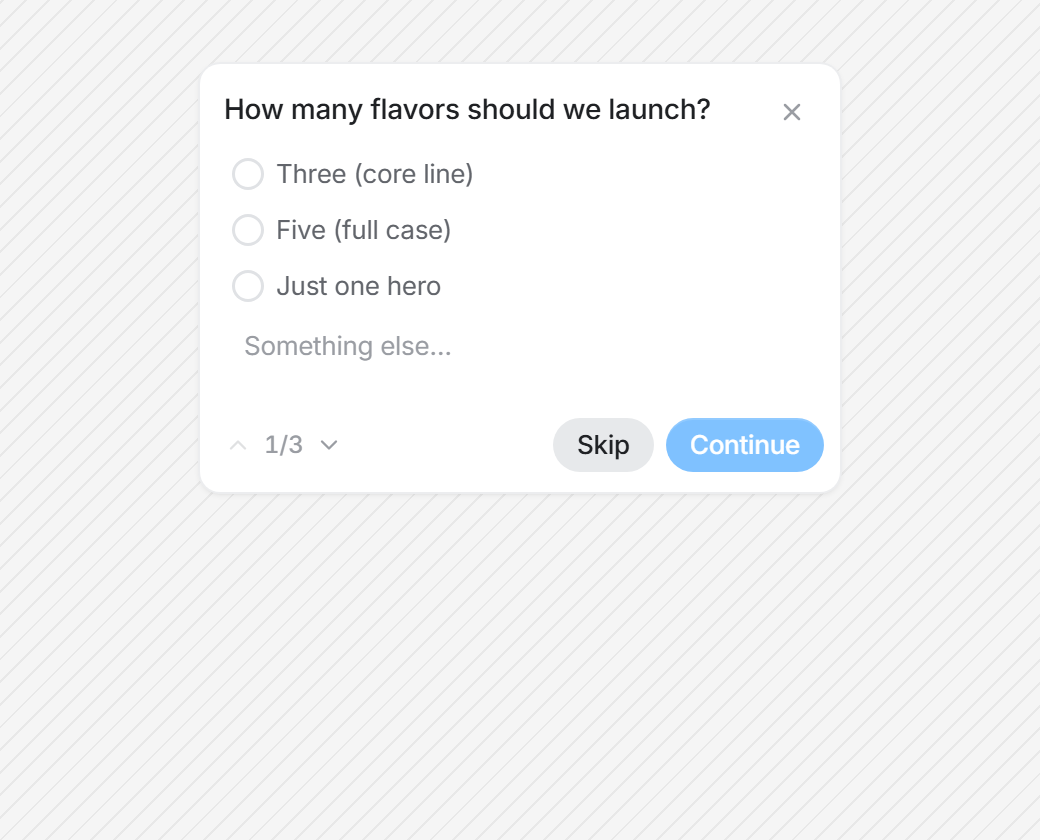 How many flavors should we launch?
Three (core line)
Five (full case)
Just one hero
Something else...
1/3
Skip
Continue